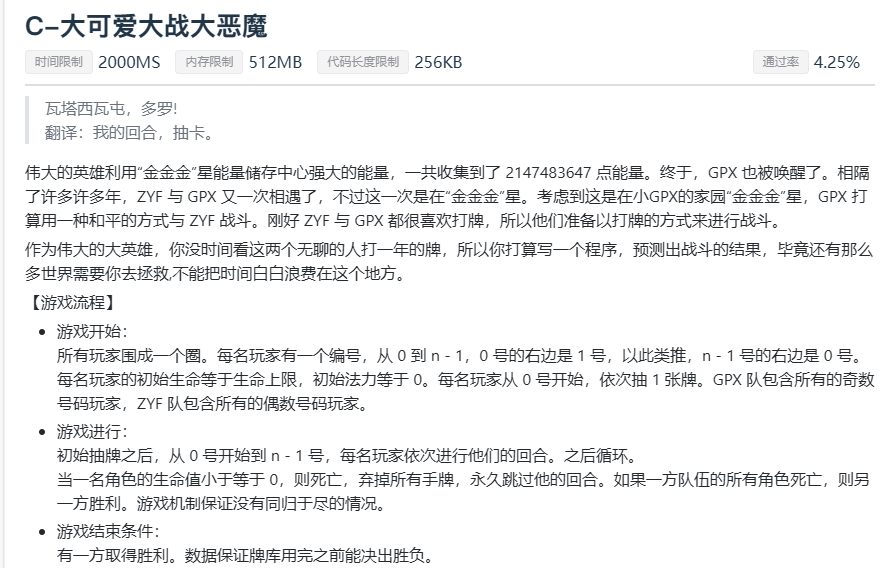 C–大可爱大战大恶魔
时间限制 2000MS 内存限制 512MB 代码长度限制 256KB 通过率 4.25%
瓦塔西瓦屯，多罗!
翻译：我的回合，抽卡。
伟大的英雄利用“金金金”星能量储存中心强大的能量，一共收集到了 2147483647 点能量。终于，GPX 也被唤醒了。相隔
了许多许多年，ZYF 与 GPX 又一次相遇了，不过这一次是在“金金金”星。考虑到这是在小GPX的家园“金金金”星，GPX 打
算用一种和平的方式与 ZYF 战斗。刚好 ZYF 与 GPX 都很喜欢打牌，所以他们准备以打牌的方式来进行战斗。
作为伟大的大英雄，你没时间看这两个无聊的人打一年的牌，所以你打算写一个程序，预测出战斗的结果，毕竟还有那么
多世界需要你去拯救,不能把时间白白浪费在这个地方。
【游戏流程】
• 游戏开始：
所有玩家围成一个圈。每名玩家有一个编号，从 0 到 n - 1，0 号的右边是 1 号，以此类推，n - 1 号的右边是 0 号。
每名玩家的初始生命等于生命上限，初始法力等于 0。每名玩家从 0 号开始，依次抽 1 张牌。GPX 队包含所有的奇数
号码玩家，ZYF 队包含所有的偶数号码玩家。
• 游戏进行：
初始抽牌之后，从 0 号开始到 n - 1 号，每名玩家依次进行他们的回合。之后循环。
当一名角色的生命值小于等于 0，则死亡，弃掉所有手牌，永久跳过他的回合。如果一方队伍的所有角色死亡，则另
一方胜利。游戏机制保证没有同归于尽的情况。
• 游戏结束条件：
有一方取得胜利。数据保证牌库用完之前能决出胜负。